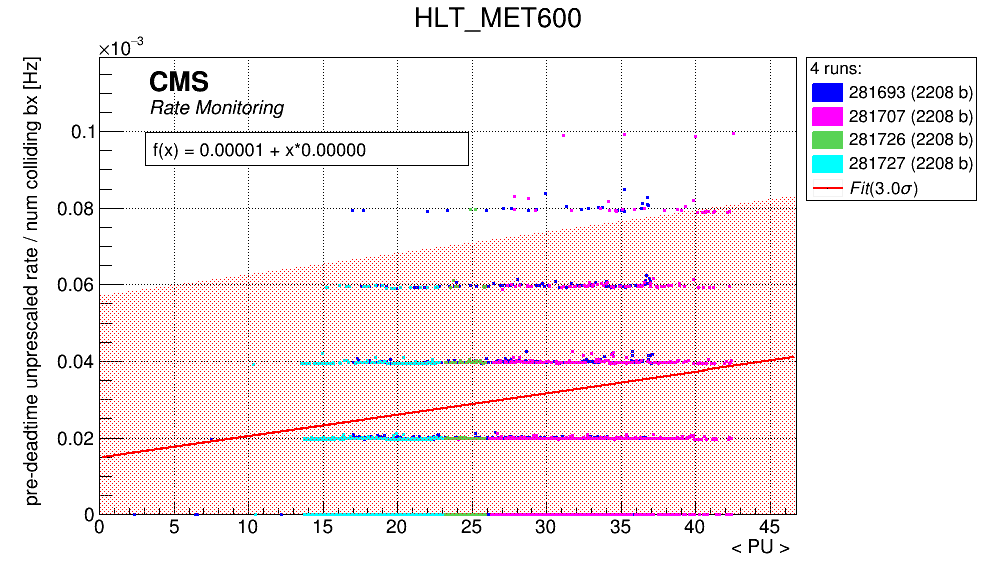 HLT_MET600
×10⁻³
pre-deadtime unprescaled rate / num colliding bx [Hz]
CMS
Rate Monitoring
f(x) = 0.00001 + x*0.00000
0.1
0.08
0.06
0.04
0.02
0
0 5 10 15 20 25 30 35 40 45
< PU >
4 runs:
281693 (2208 b)
281707 (2208 b)
281726 (2208 b)
281727 (2208 b)
Fit(3.0σ)